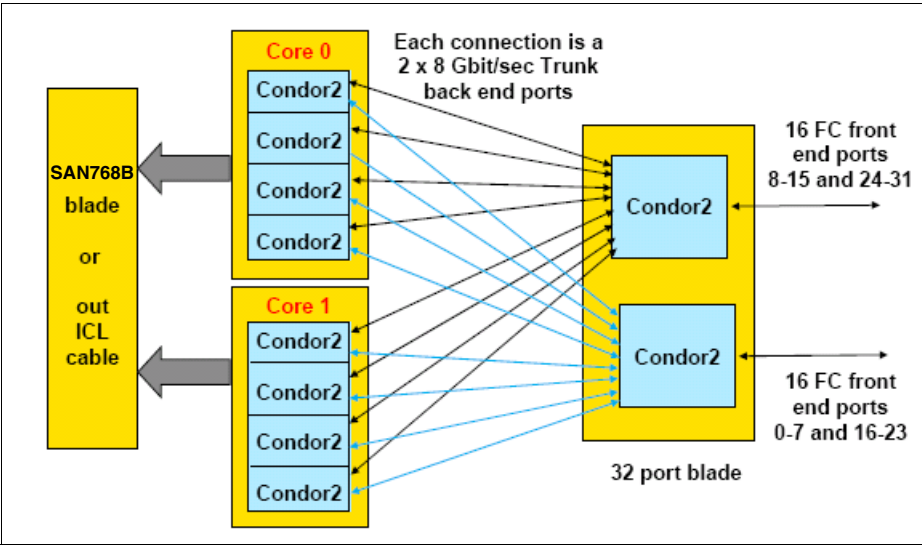 SAN768B
blade
or
out
ICL
cable
Core 0
Condor2
Condor2
Condor2
Condor2
Core 1
Condor2
Condor2
Condor2
Condor2
Each connection is a
2 x 8 Gbit/sec Trunk
back end ports
Condor2
Condor2
32 port blade
16 FC front
end ports
8-15 and 24-31
16 FC front
end ports
0-7 and 16-23